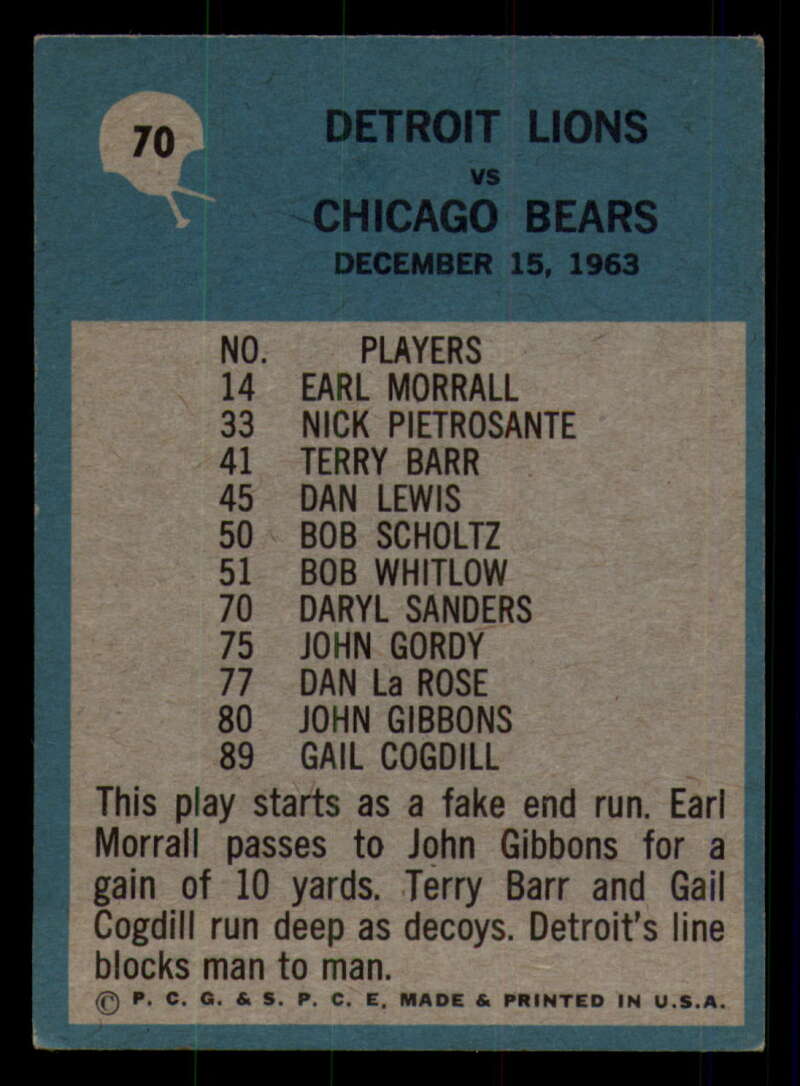 70
DETROIT LIONS
VS
CHICAGO BEARS
DECEMBER 15, 1963
NO. PLAYERS
14 EARL MORRALL
33 NICK PIETROSANTE
41 TERRY BARR
45 DAN LEWIS
50 BOB SCHOLTZ
51 BOB WHITLOW
70 DARYL SANDERS
75 JOHN GORDY
77 DAN La ROSE
80 JOHN GIBBONS
89 GAIL COGDILL
This play starts as a fake end run. Earl
Morrall passes to John Gibbons for a
gain of 10 yards. Terry Barr and Gail
Cogdill run deep as decoys. Detroit's line
blocks man to man.
© P. C. G. & S. P. C. E. MADE & PRINTED IN U.S.A.